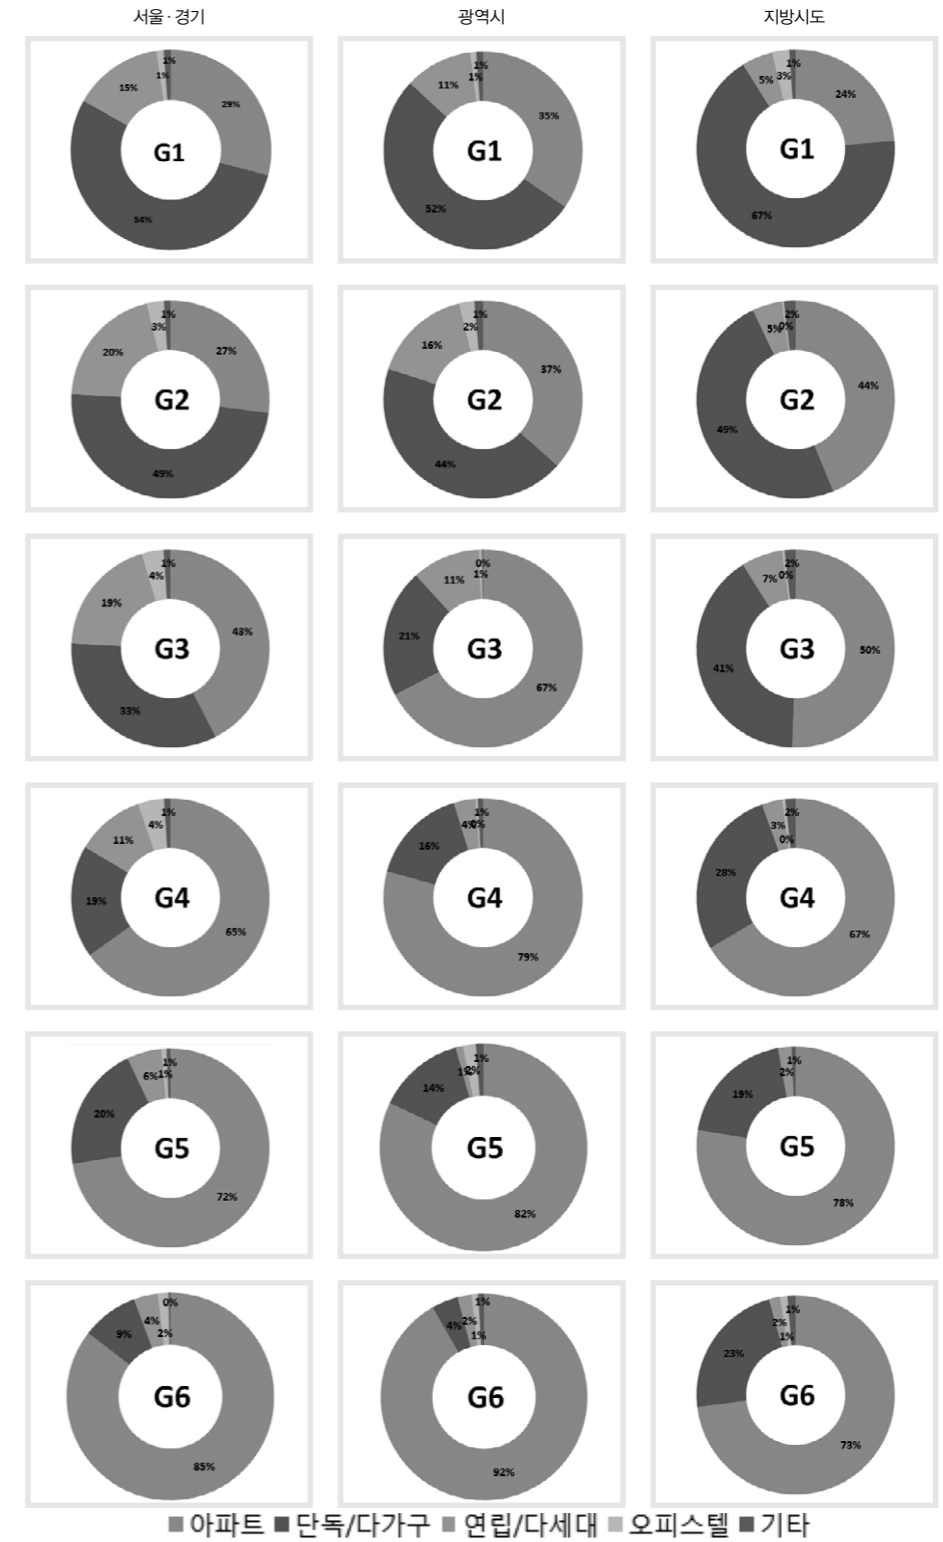 서울 · 경기 광역시 지방시도
1% 1% 15% 29% 54% G1
1% 1% 11% 35% 52% G1
1% 3% 5% 24% 67% G1
1% 3% 20% 27% 49% G2
1% 2% 16% 37% 44% G2
2% 0% 5% 44% 49% G2
1% 4% 19% 43% 33% G3
0% 1% 11% 21% 67% G3
2% 0% 7% 50% 41% G3
1% 4% 11% 19% 65% G4
1% 0% 4% 16% 79% G4
2% 3% 0% 28% 67% G4
1% 1% 6% 20% 72% G5
1% 2% 1% 14% 82% G5
1% 2% 19% 78% G5
0% 4% 2% 9% 85% G6
1% 2% 4% 1% 92% G6
1% 2% 1% 23% 73% G6
아파트 단독/다가구 연립/다세대 오피스텔 기타